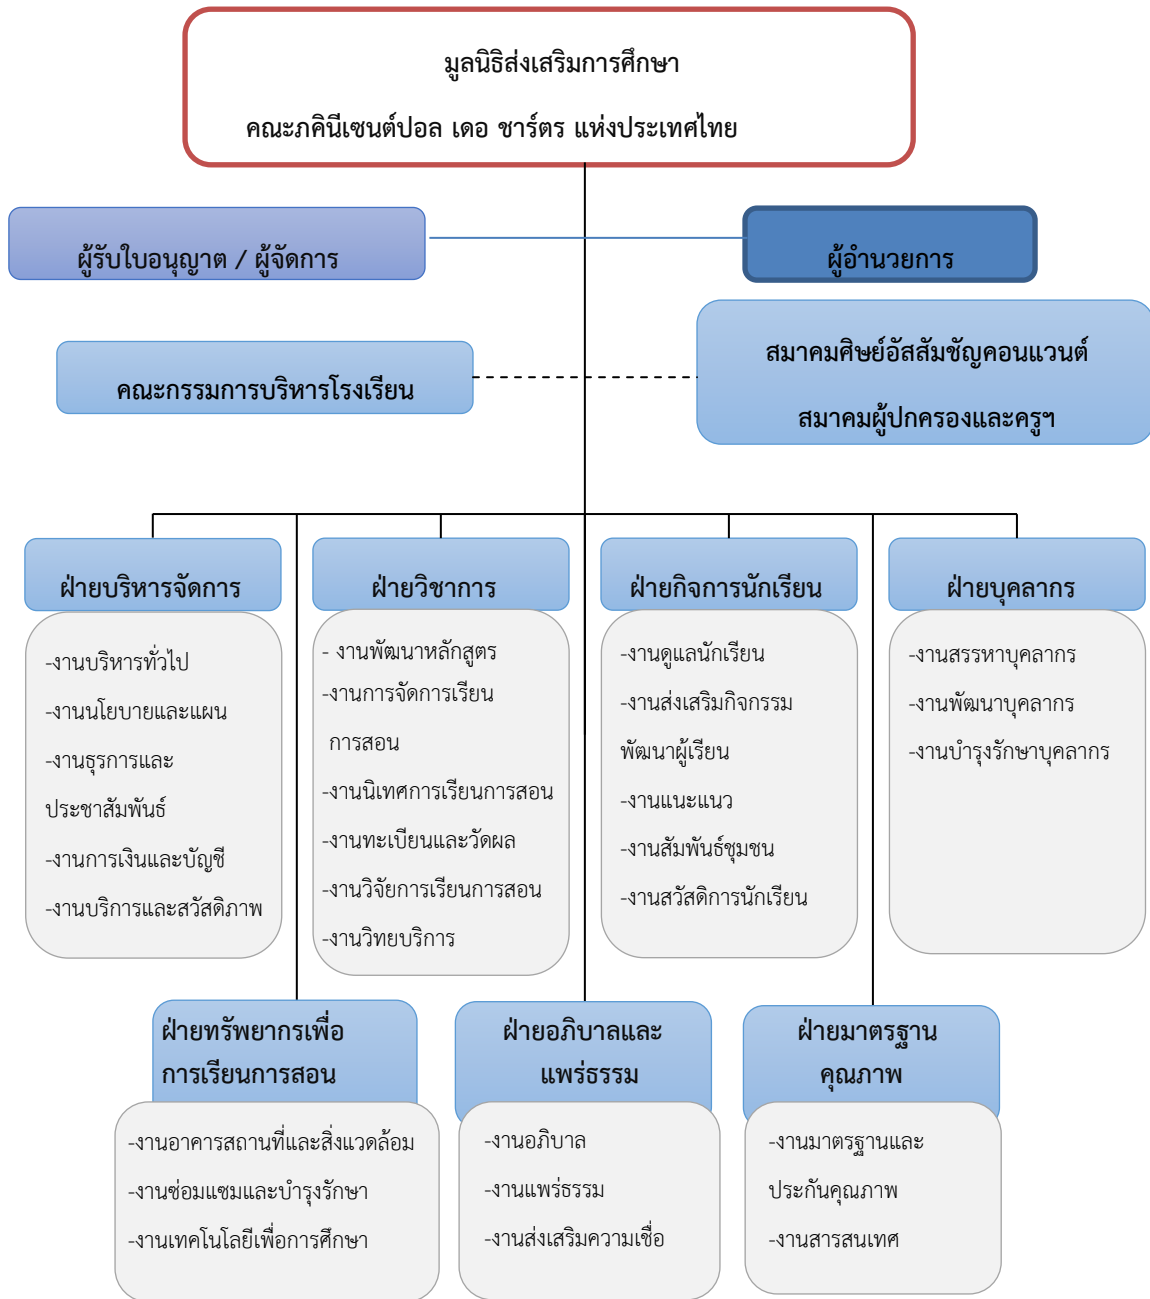 มูลนิธิส่งเสริมการศึกษา
คณะภคินีเซนต์ปอล เดอ ชาร์ตร แห่งประเทศไทย
ผู้รับใบอนุญาต / ผู้จัดการ
ผู้อำนวยการ
คณะกรรมการบริหารโรงเรียน
สมาคมศิษย์อัสสัมชัญคอนแวนต์
สมาคมผู้ปกครองและครูฯ
ฝ่ายบริหารจัดการ
-งานบริหารทั่วไป
-งานนโยบายและแผน
-งานธุรการและ
ประชาสัมพันธ์
-งานการเงินและบัญชี
-งานบริการและสวัสดิภาพ
ฝ่ายวิชาการ
- งานพัฒนาหลักสูตร
-งานการจัดการเรียน
การสอน
-งานนิเทศการเรียนการสอน
-งานทะเบียนและวัดผล
-งานวิจัยการเรียนการสอน
-งานวิทยบริการ
ฝ่ายกิจการนักเรียน
-งานดูแลนักเรียน
-งานส่งเสริมกิจกรรม
พัฒนาผู้เรียน
-งานแนะแนว
-งานสัมพันธ์ชุมชน
-งานสวัสดิการนักเรียน
ฝ่ายบุคลากร
-งานสรรหาบุคลากร
-งานพัฒนาบุคลากร
-งานบำรุงรักษาบุคลากร
ฝ่ายทรัพยากรเพื่อ
การเรียนการสอน
-งานอาคารสถานที่และสิ่งแวดล้อม
-งานซ่อมแซมและบำรุงรักษา
-งานเทคโนโลยีเพื่อการศึกษา
ฝ่ายอภิบาลและ
แพร่ธรรม
-งานอภิบาล
-งานแพร่ธรรม
-งานส่งเสริมความเชื่อ
ฝ่ายมาตรฐาน
คุณภาพ
-งานมาตรฐานและ
ประกันคุณภาพ
-งานสารสนเทศ